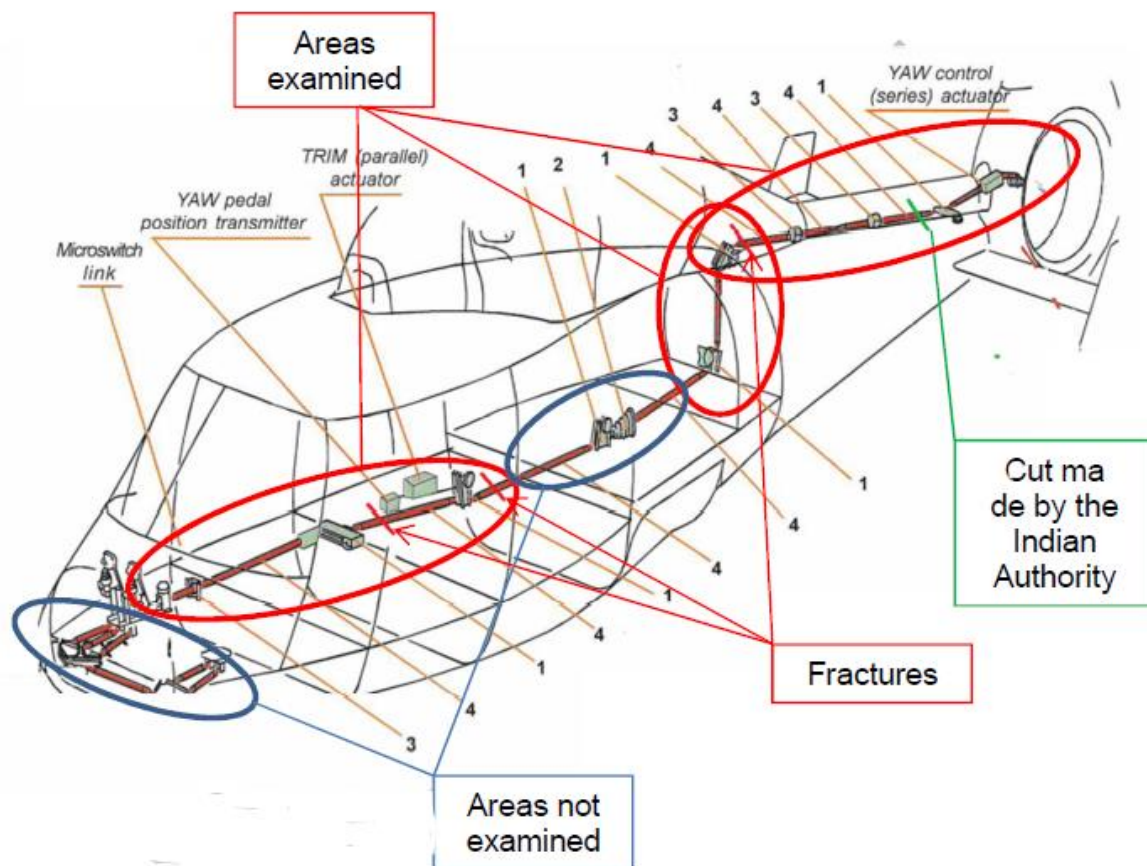 Areas
examined
YAW control
(series) actuator
1
4
3
4
3
TRIM (parallel)
actuator
4
1
2
1
YAW pedal
position transmitter
Microswitch
link
1
4
Cut ma
de by the
Indian
Authority
4
1
4
Fractures
1
4
3
Areas not
examined